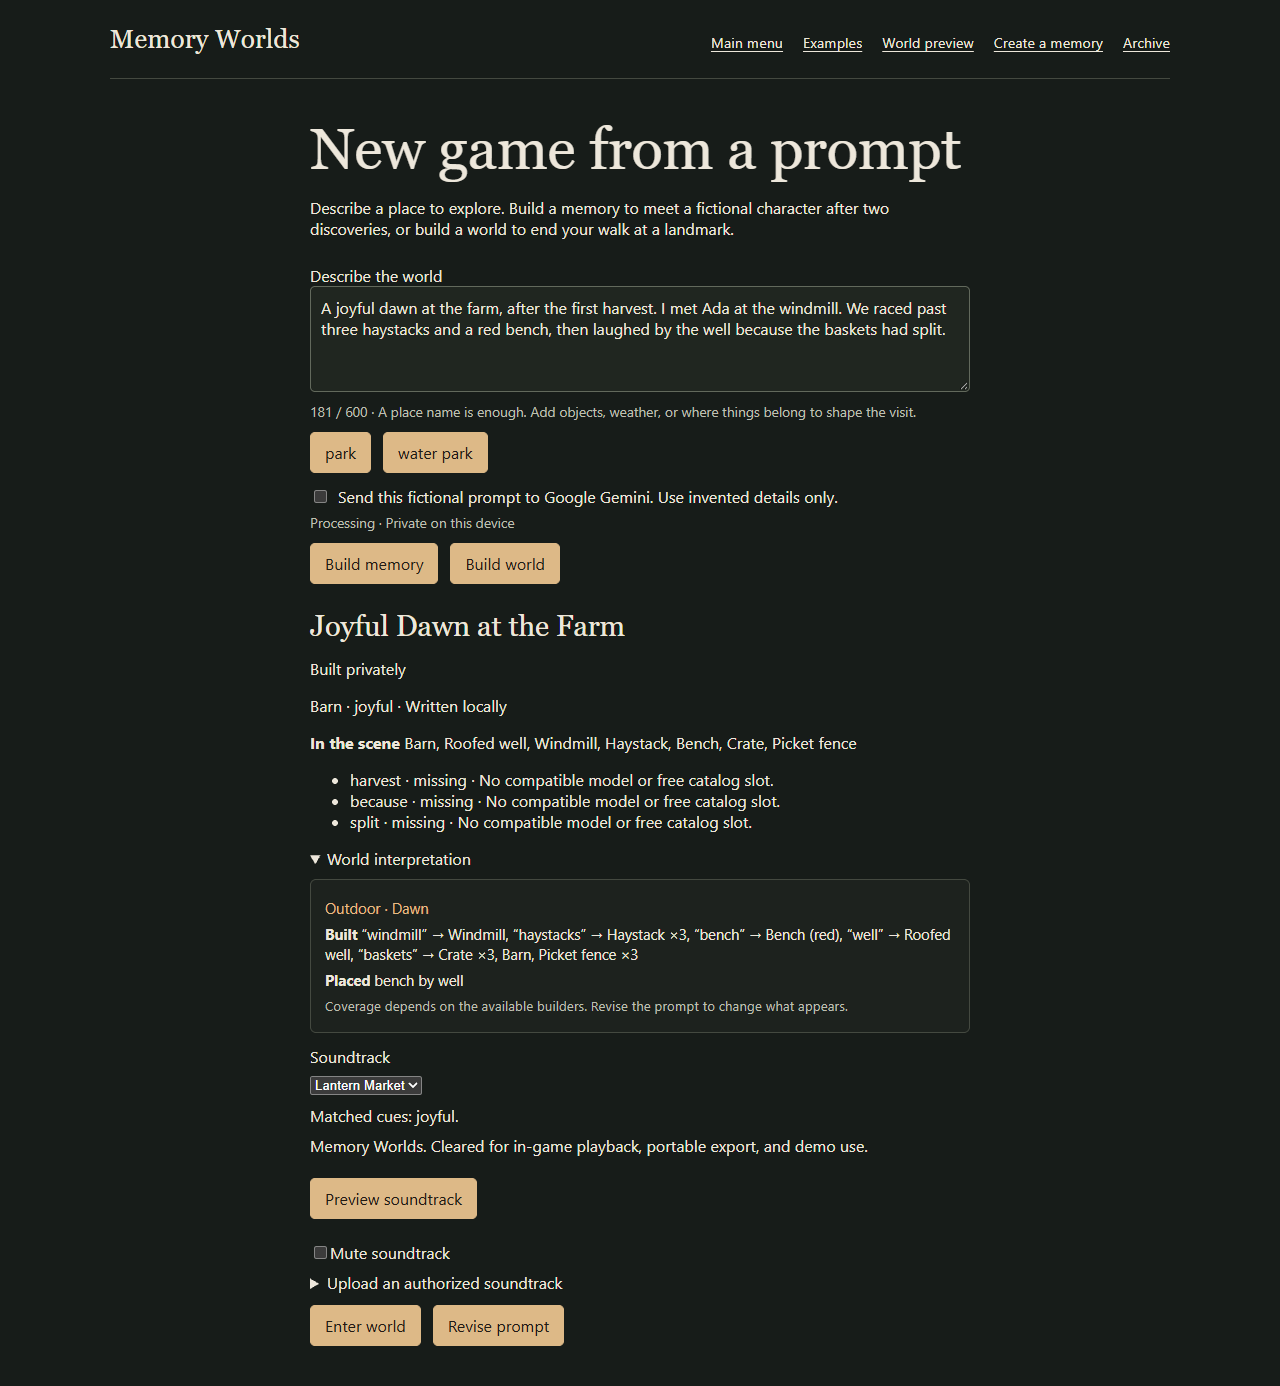 Memory Worlds
Main menu
Examples
World preview
Create a memory
Archive
New game from a prompt
Describe a place to explore. Build a memory to meet a fictional character after two
discoveries, or build a world to end your walk at a landmark.
Describe the world
A joyful dawn at the farm, after the first harvest. I met Ada at the windmill. We raced past
three haystacks and a red bench, then laughed by the well because the baskets had split.
181 / 600 · A place name is enough. Add objects, weather, or where things belong to shape the visit.
park
water park
Send this fictional prompt to Google Gemini. Use invented details only.
Processing · Private on this device
Build memory
Build world
Joyful Dawn at the Farm
Built privately
Barn · joyful · Written locally
In the scene Barn, Roofed well, Windmill, Haystack, Bench, Crate, Picket fence
• harvest · missing · No compatible model or free catalog slot.
• because · missing · No compatible model or free catalog slot.
• split · missing · No compatible model or free catalog slot.
▼ World interpretation
Outdoor · Dawn
Built “windmill” → Windmill, “haystacks” → Haystack ×3, “bench” → Bench (red), “well” → Roofed
well, “baskets” → Crate ×3, Barn, Picket fence ×3
Placed bench by well
Coverage depends on the available builders. Revise the prompt to change what appears.
Soundtrack
Lantern Market
Matched cues: joyful.
Memory Worlds. Cleared for in-game playback, portable export, and demo use.
Preview soundtrack
Mute soundtrack
▶ Upload an authorized soundtrack
Enter world
Revise prompt